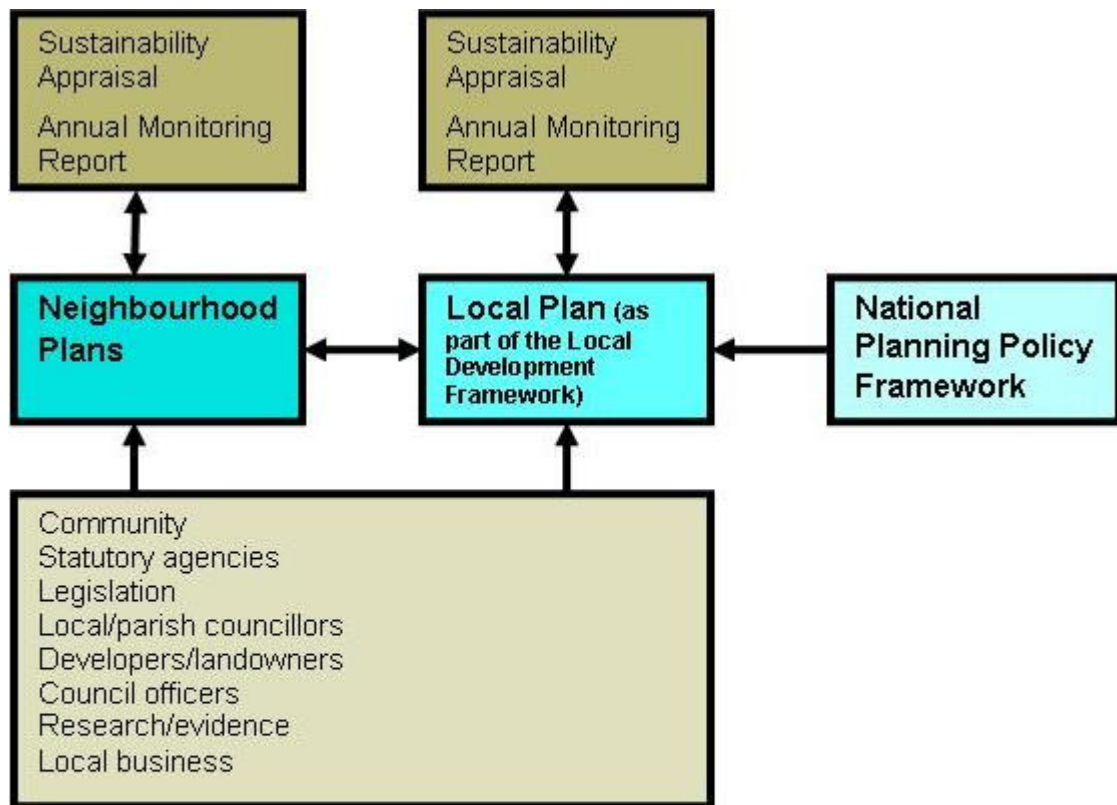 Sustainability
Appraisal
Annual Monitoring
Report
Sustainability
Appraisal
Annual Monitoring
Report
Neighbourhood
Plans
Local Plan (as
part of the Local
Development
Framework)
National
Planning Policy
Framework
Community
Statutory agencies
Legislation
Local/parish councillors
Developers/landowners
Council officers
Research/evidence
Local business